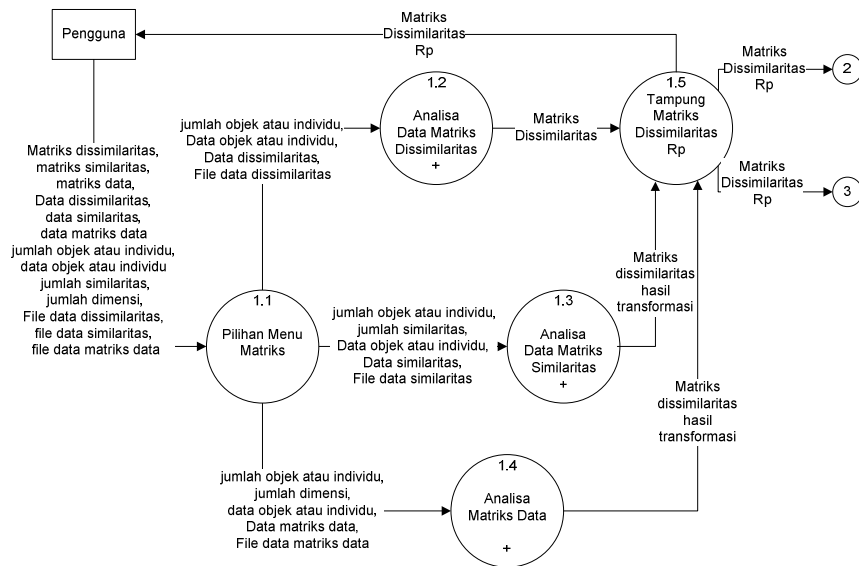 Pengguna
Matriks
Dissimilaritas
Rp
Matriks
Dissimilaritas
Rp
2
1.2
Analisa
Data Matriks
Dissimilaritas
+
1.5
Tampung
Matriks
Dissimilaritas
Rp
jumlah objek atau individu,
Data objek atau individu,
Data dissimilaritas,
File data dissimilaritas
Matriks
Dissimilaritas
Matriks dissimilaritas,
matriks similaritas,
matriks data,
Data dissimilaritas,
data similaritas,
data matriks data
jumlah objek atau individu,
data objek atau individu
jumlah similaritas,
jumlah dimensi,
File data dissimilaritas,
file data similaritas,
file data matriks data
Matriks
Dissimilaritas
Rp
3
Matriks
dissimilaritas
hasil
transformasi
1.1
Pilihan Menu
Matriks
jumlah objek atau individu,
jumlah similaritas,
Data objek atau individu,
Data similaritas,
File data similaritas
1.3
Analisa
Data Matriks
Similaritas
+
Matriks
dissimilaritas
hasil
transformasi
jumlah objek atau individu,
jumlah dimensi,
data objek atau individu,
Data matriks data,
File data matriks data
1.4
Analisa
Matriks Data
+